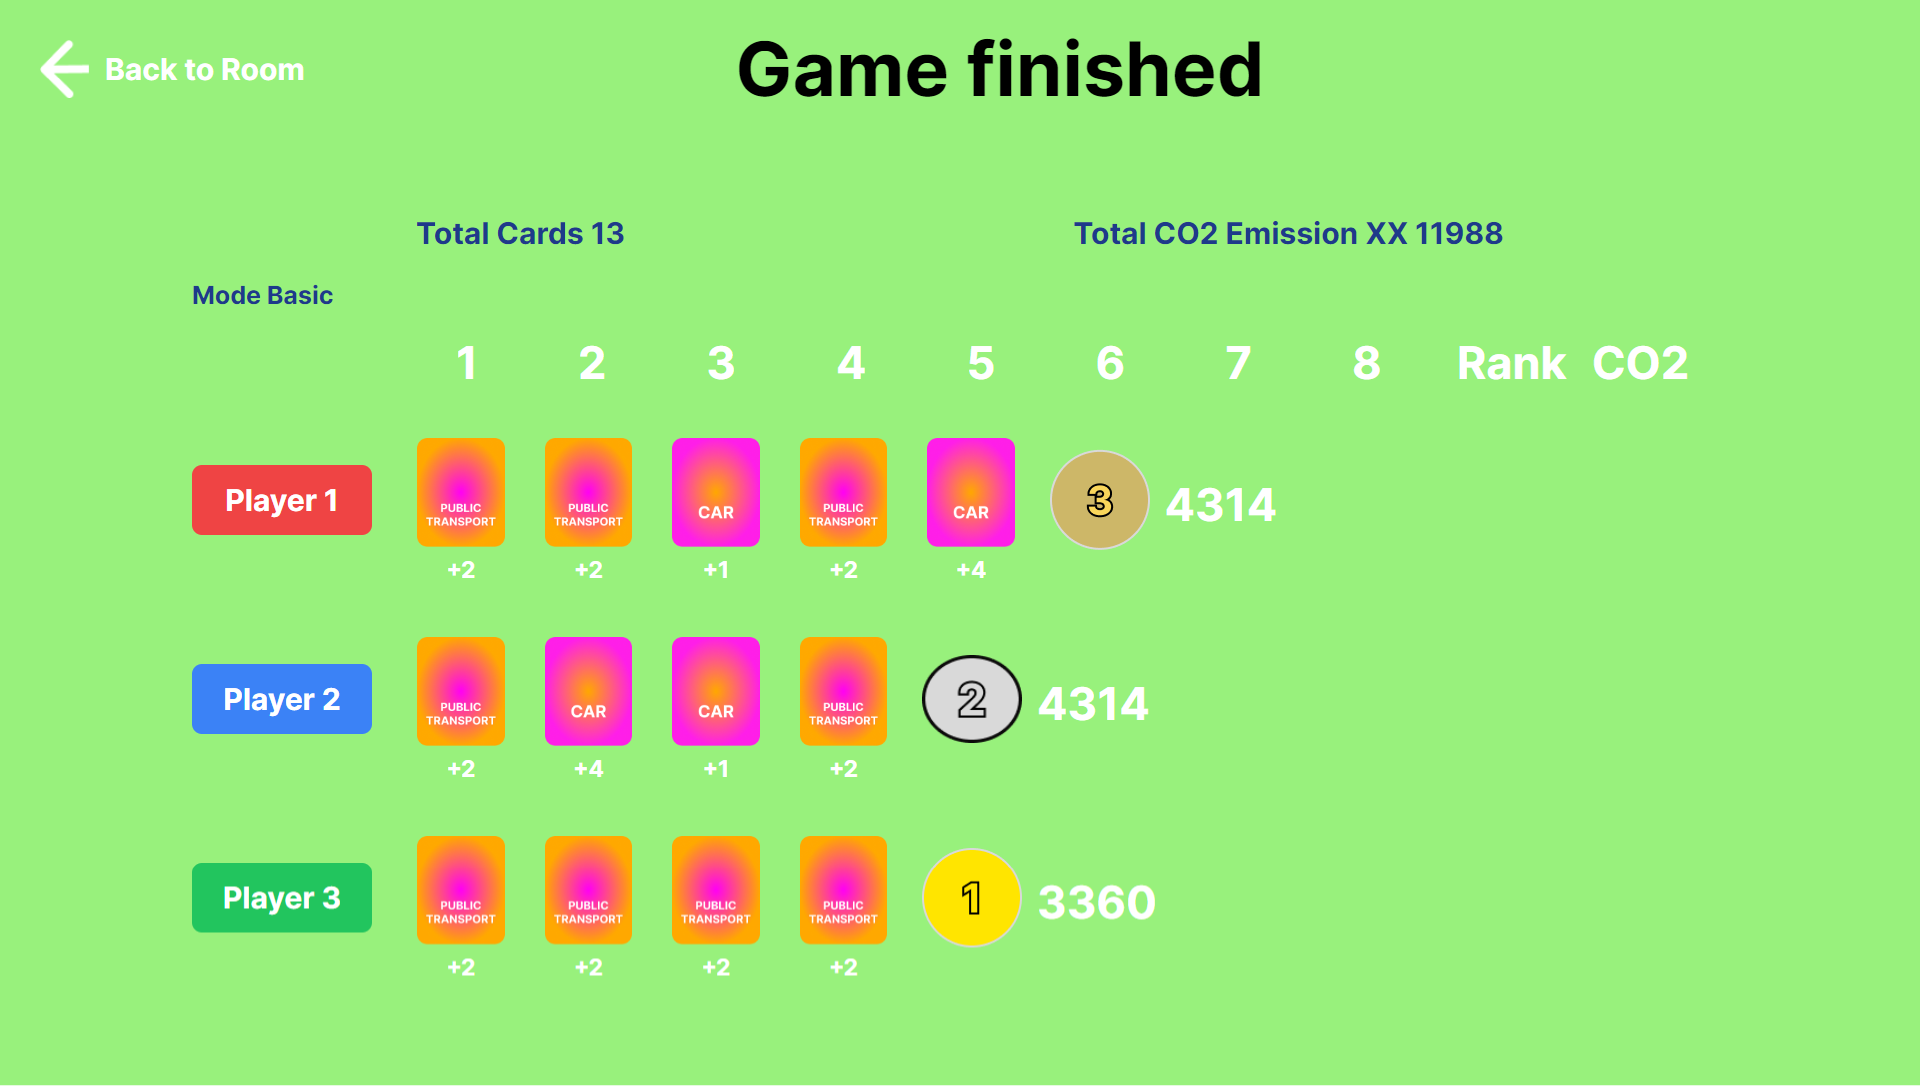 Back to Room
Game finished
Total Cards 13
Total CO2 Emission XX 11988
Mode Basic
1 2 3 4 5 6 7 8 Rank CO2
Player 1
PUBLIC
TRANSPORT
+2
PUBLIC
TRANSPORT
+2
CAR
+1
PUBLIC
TRANSPORT
+2
CAR
+4
3
4314
Player 2
PUBLIC
TRANSPORT
+2
CAR
+4
CAR
+1
PUBLIC
TRANSPORT
+2
2
4314
Player 3
PUBLIC
TRANSPORT
+2
PUBLIC
TRANSPORT
+2
PUBLIC
TRANSPORT
+2
PUBLIC
TRANSPORT
+2
1
3360